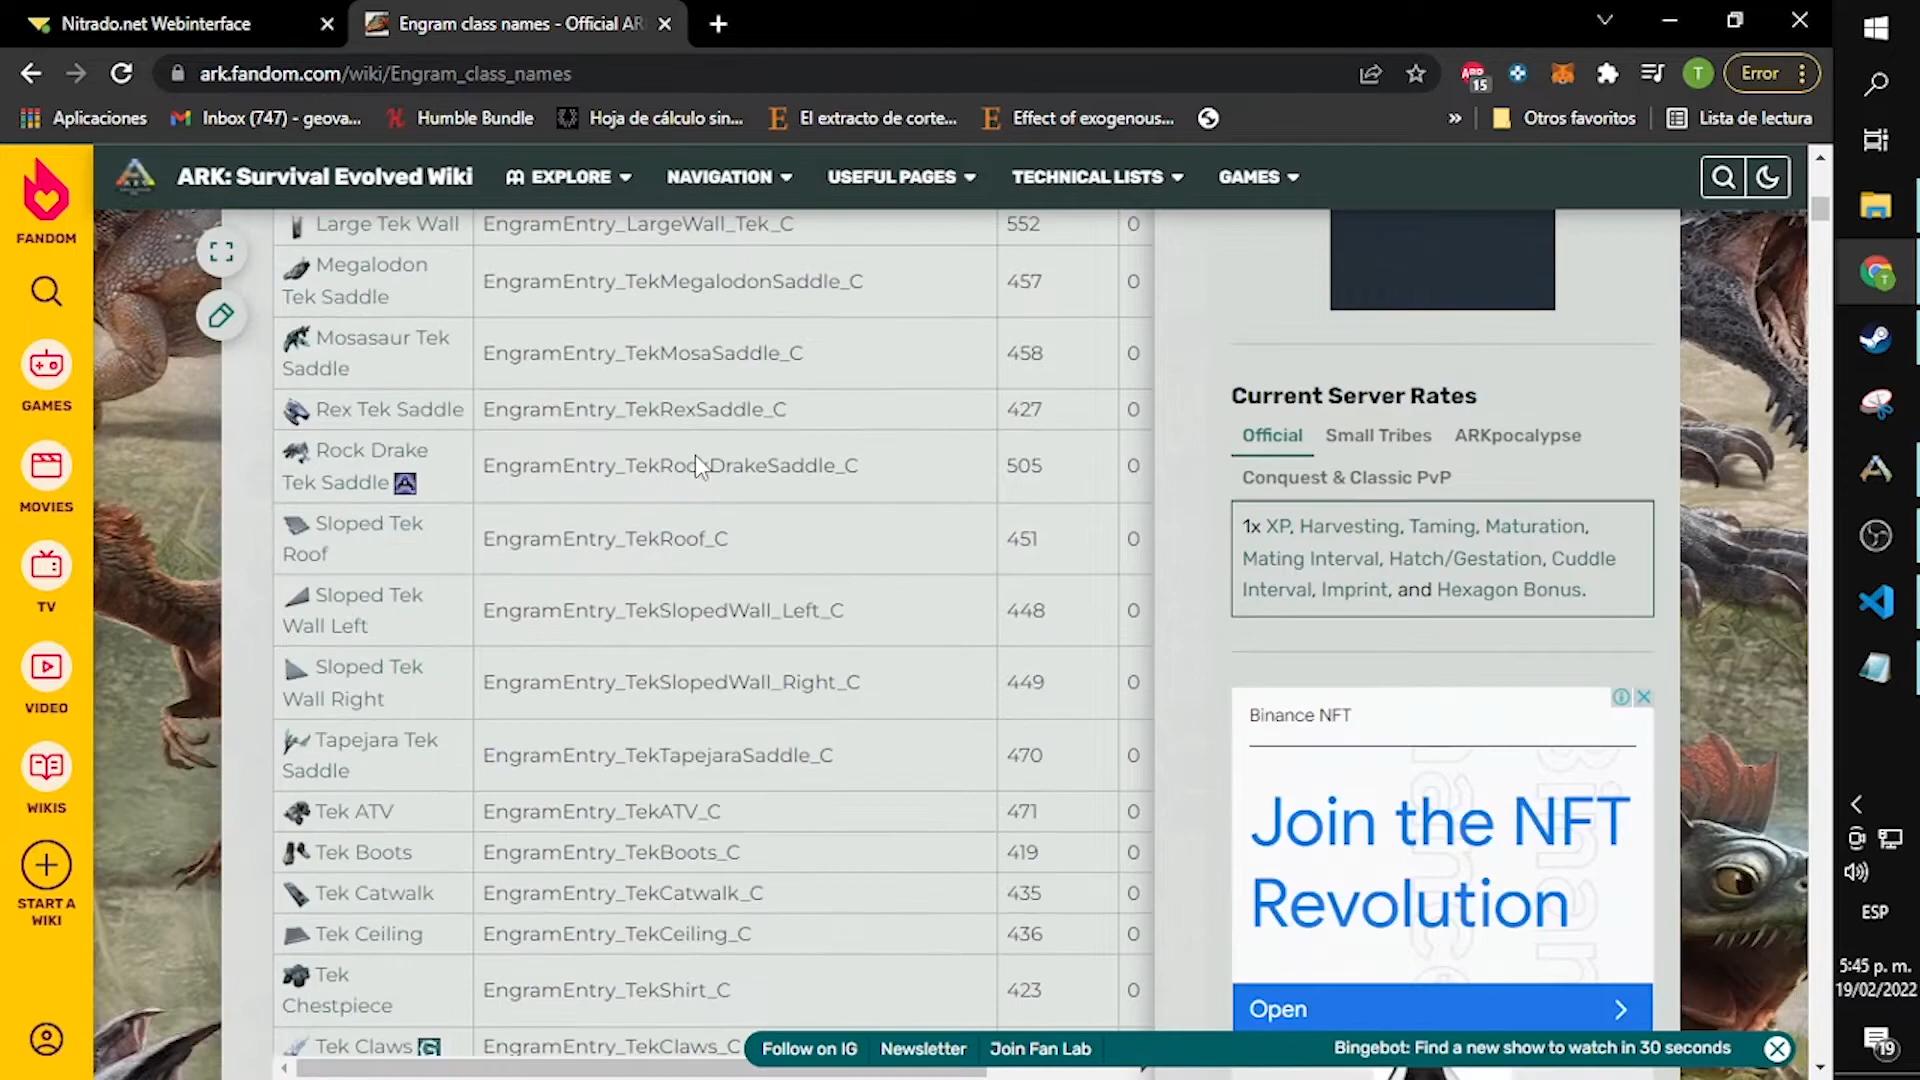 Nitrado.net Webinterface
Engram class names - Official AR
ark.fandom.com/wiki/Engram_class_names
15
T
Error
Aplicaciones
Inbox (747) - geova...
Humble Bundle
Hoja de cálculo sin...
El extracto de corte...
Effect of exogenous...
»
Otros favoritos
Lista de lectura
FANDOM
GAMES
MOVIES
TV
VIDEO
WIKIS
START A
WIKI
ARK: Survival Evolved Wiki
EXPLORE
NAVIGATION
USEFUL PAGES
TECHNICAL LISTS
GAMES
Large Tek Wall EngramEntry_LargeWall_Tek_C 552 0
Megalodon
Tek Saddle EngramEntry_TekMegalodonSaddle_C 457 0
Mosasaur Tek
Saddle EngramEntry_TekMosaSaddle_C 458 0
Rex Tek Saddle EngramEntry_TekRexSaddle_C 427 0
Rock Drake
Tek Saddle EngramEntry_TekRockDrakeSaddle_C 505 0
Sloped Tek
Roof EngramEntry_TekRoof_C 451 0
Sloped Tek
Wall Left EngramEntry_TekSlopedWall_Left_C 448 0
Sloped Tek
Wall Right EngramEntry_TekSlopedWall_Right_C 449 0
Tapejara Tek
Saddle EngramEntry_TekTapejaraSaddle_C 470 0
Tek ATV EngramEntry_TekATV_C 471 0
Tek Boots EngramEntry_TekBoots_C 419 0
Tek Catwalk EngramEntry_TekCatwalk_C 435 0
Tek Ceiling EngramEntry_TekCeiling_C 436 0
Tek
Chestpiece EngramEntry_TekShirt_C 423 0
Tek Claws EngramEntry_TekClaws_C
Current Server Rates
Official Small Tribes ARKpocalypse
Conquest & Classic PvP
1x XP, Harvesting, Taming, Maturation,
Mating Interval, Hatch/Gestation, Cuddle
Interval, Imprint, and Hexagon Bonus.
Binance NFT
Join the NFT
Revolution
Open
Follow on IG
Newsletter
Join Fan Lab
Bingebot: Find a new show to watch in 30 seconds
ESP
5:45 p. m.
19/02/2022
19